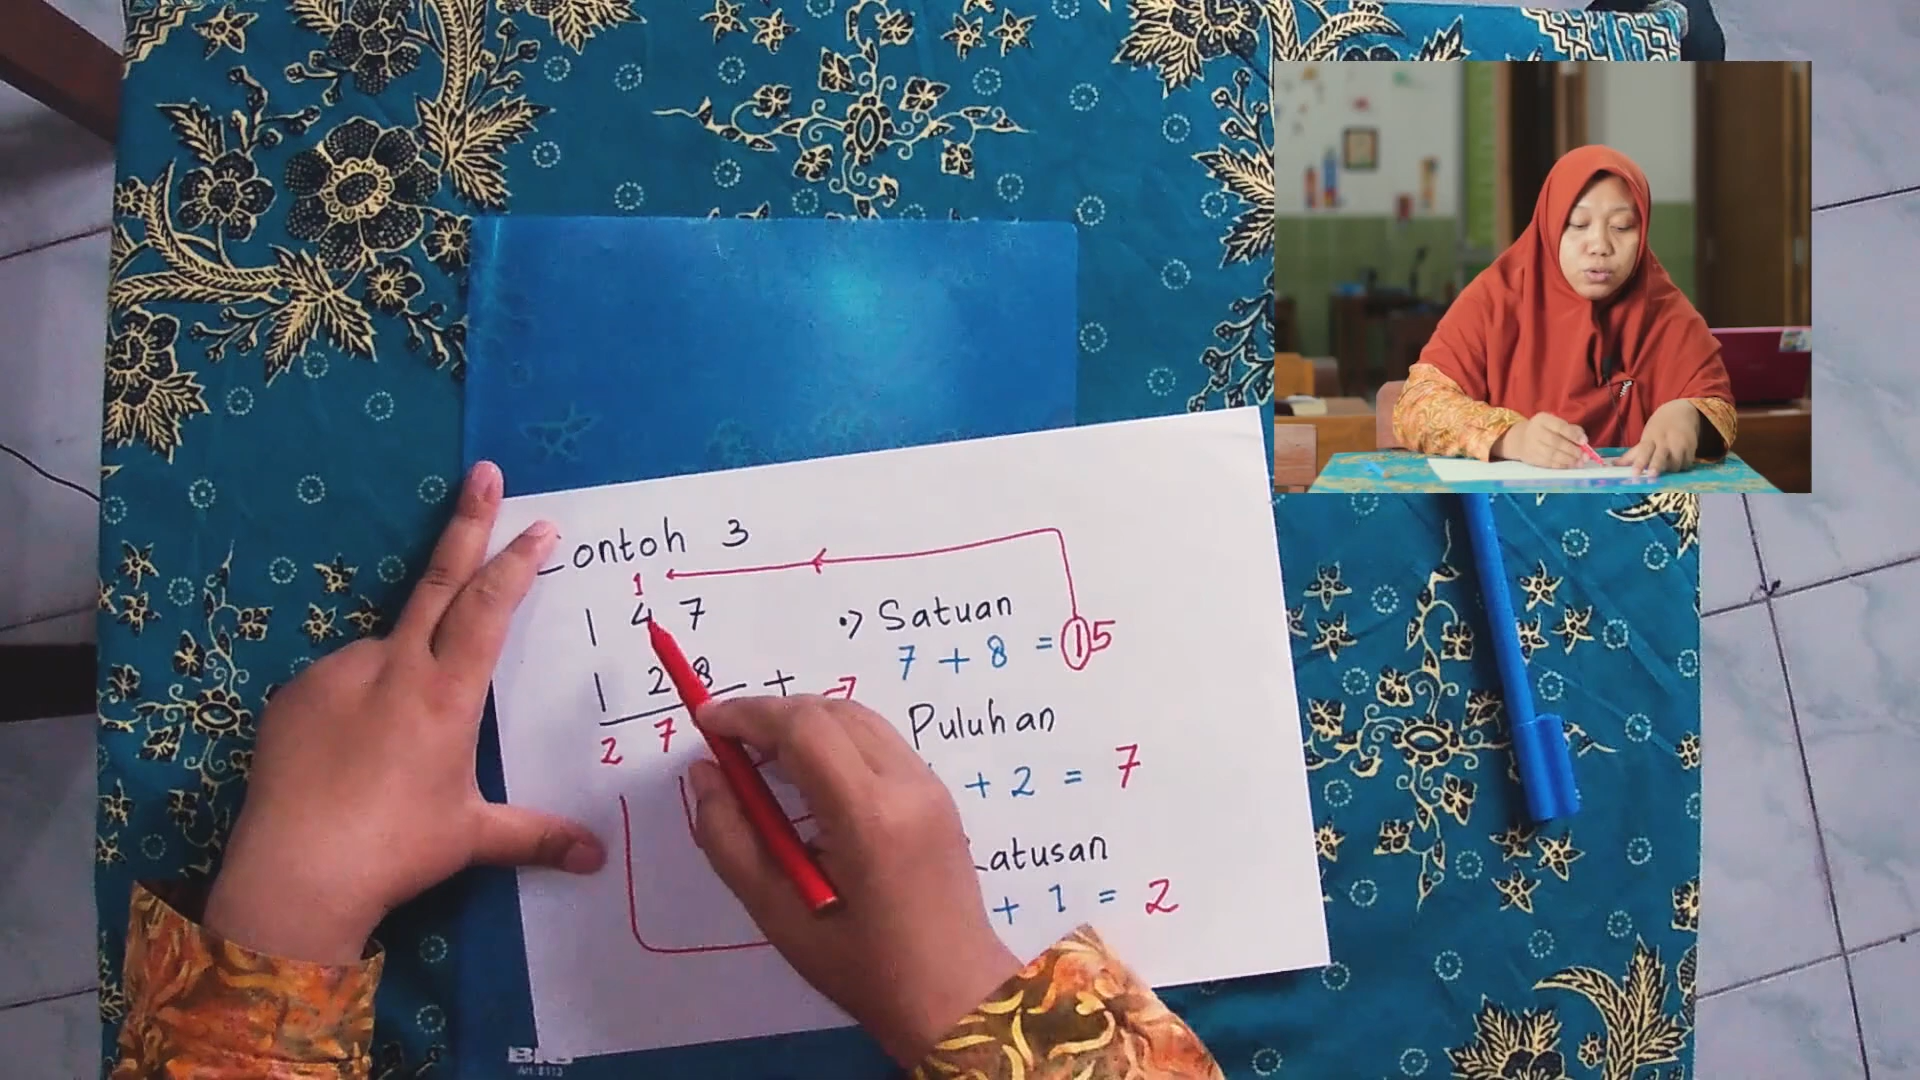 Contoh 3
1
1 4 7
1 2 8 +
2 7
•) Satuan
7 + 8 = 15
Puluhan
+ 2 = 7
Ratusan
+ 1 = 2